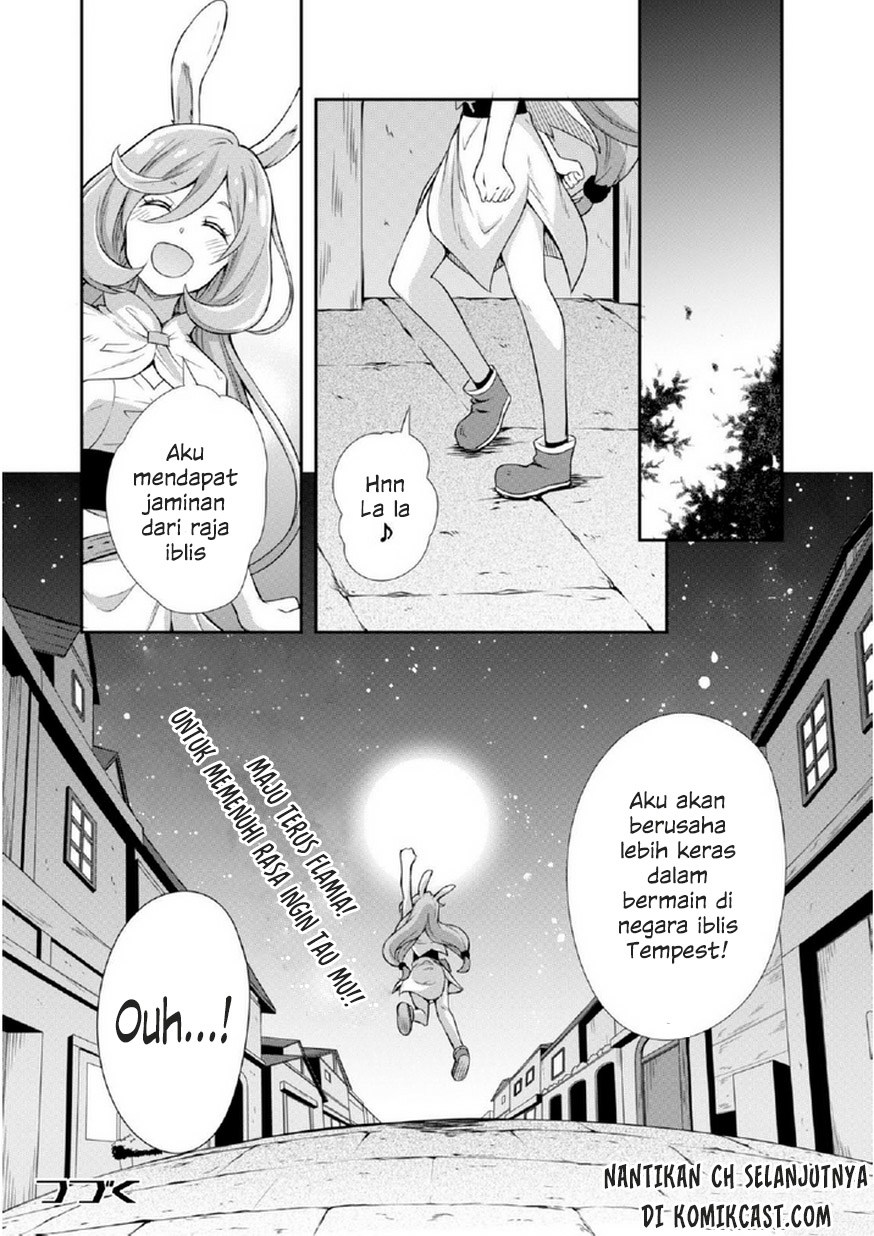 Hnn
La la
♪
Aku
mendapat
jaminan
dari raja
iblis
Aku akan
berusaha
lebih keras
dalam
bermain di
negara iblis
Tempest!
MAJU TERUS FLAMIA!
UNTUK MEMENUHI RASA INGIN TAU MU!!
Ouh...!
つづく
NANTIKAN CH SELANJUTNYA
DI KOMIKCAST.COM